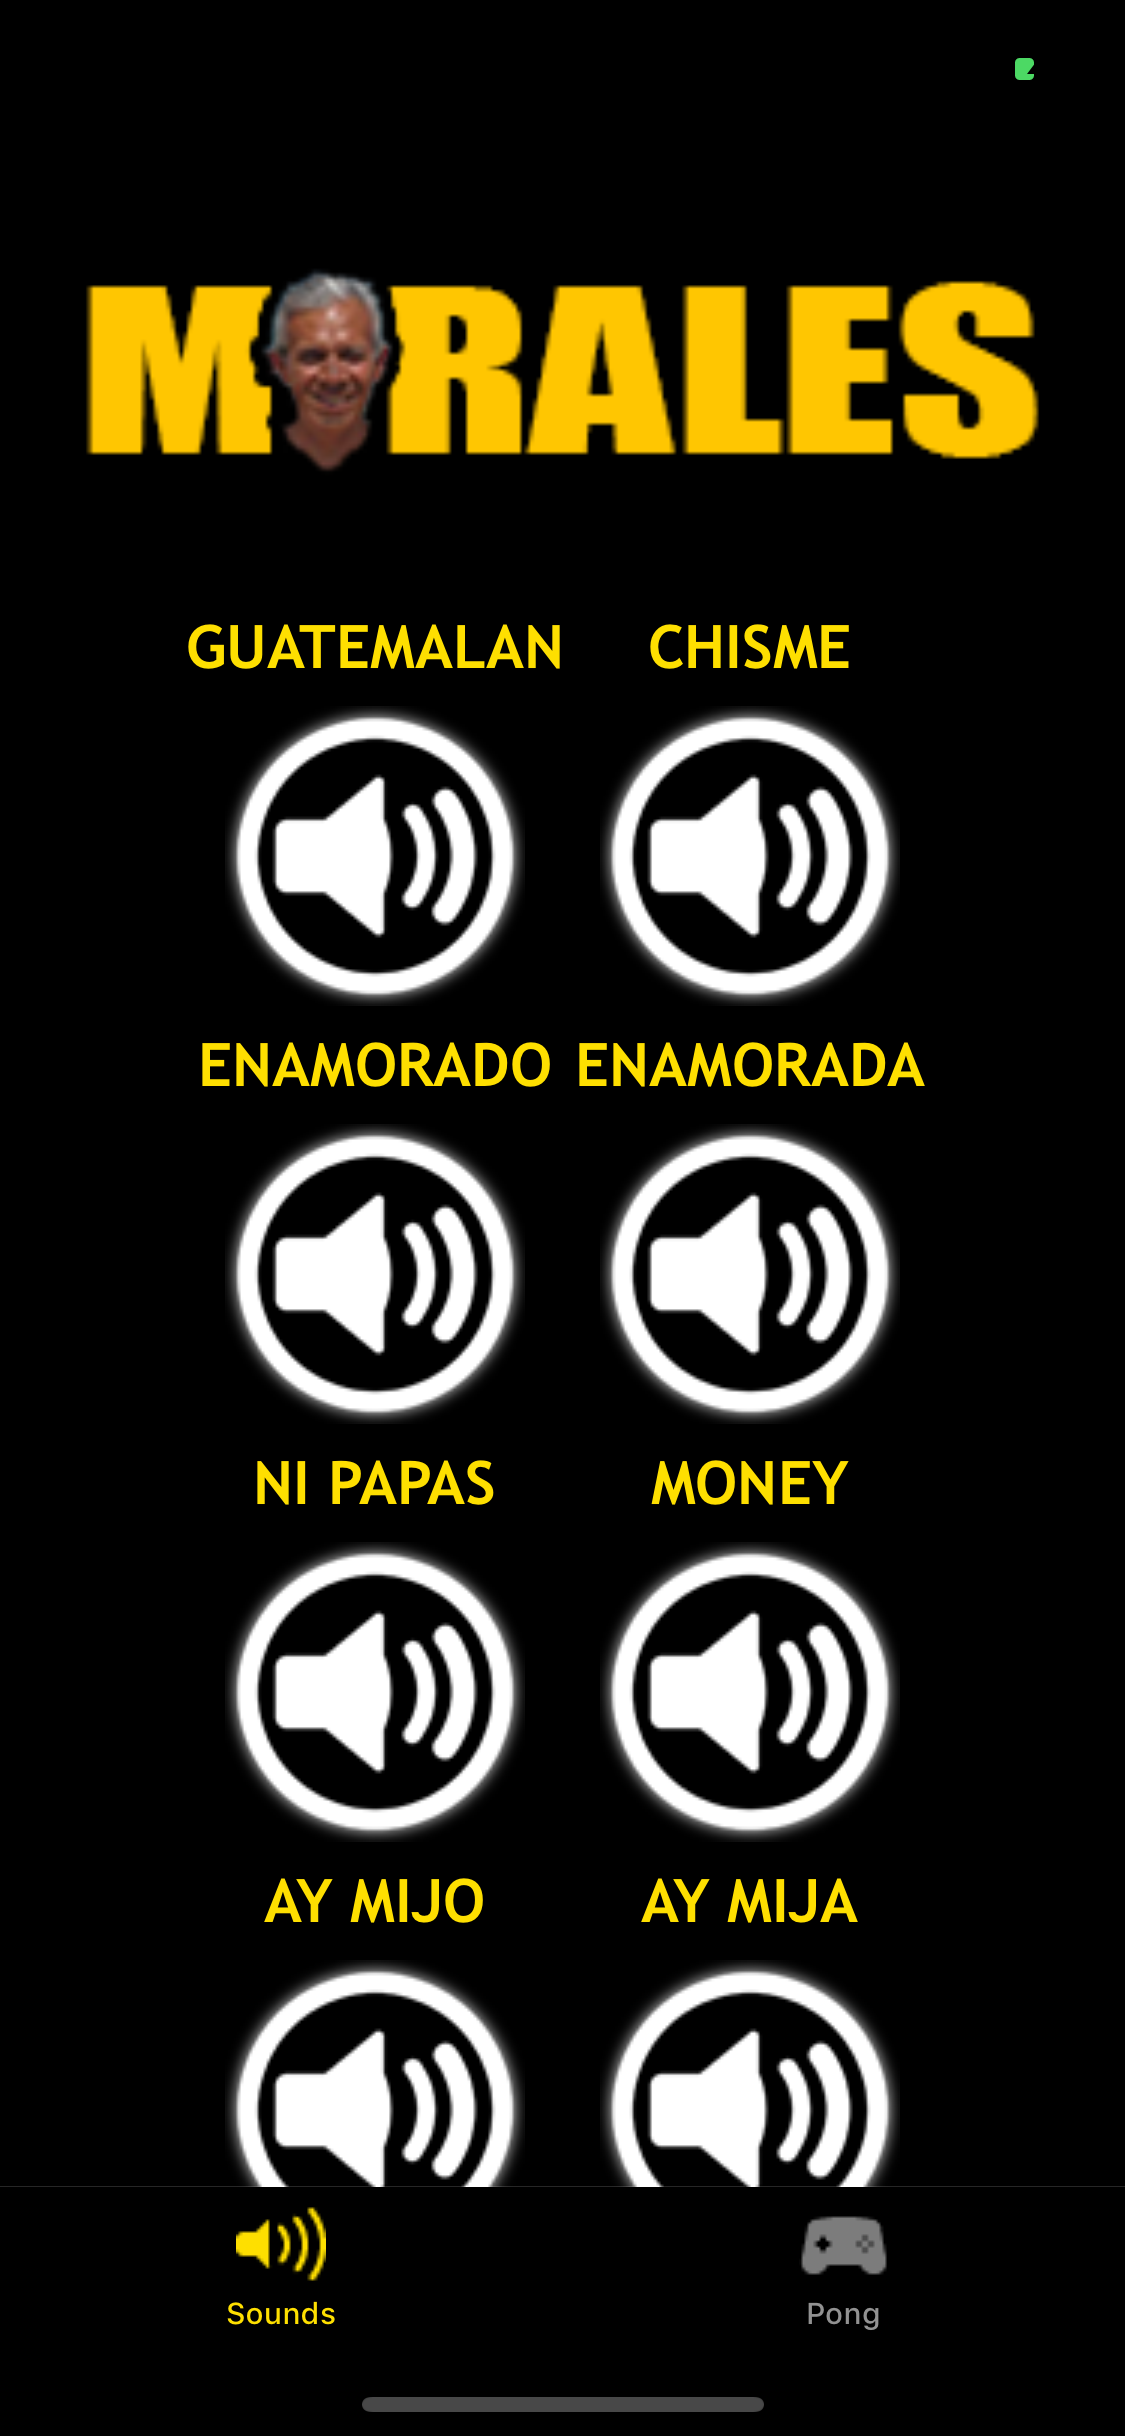 MORALES
GUATEMALAN CHISME
ENAMORADO ENAMORADA
NI PAPAS MONEY
AY MIJO AY MIJA
Sounds Pong